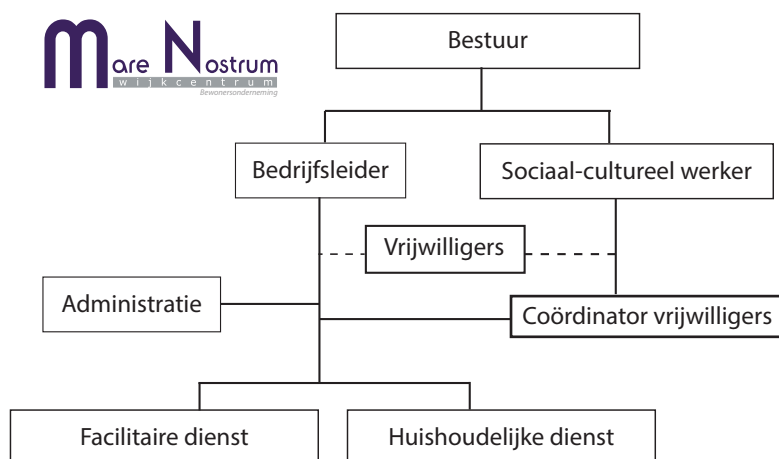 Mare Nostrum
wijkcentrum
Bewonersonderneming
Bestuur
Bedrijfsleider
Sociaal-cultureel werker
Vrijwilligers
Administratie
Coördinator vrijwilligers
Facilitaire dienst
Huishoudelijke dienst